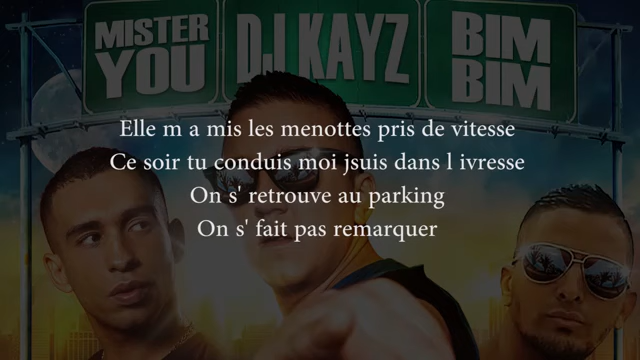 MISTER
YOU
DJ KAYZ
BIM
BIM
Elle m a mis les menottes pris de vitesse
Ce soir tu conduis moi jsuis dans l ivresse
On s' retrouve au parking
On s' fait pas remarquer